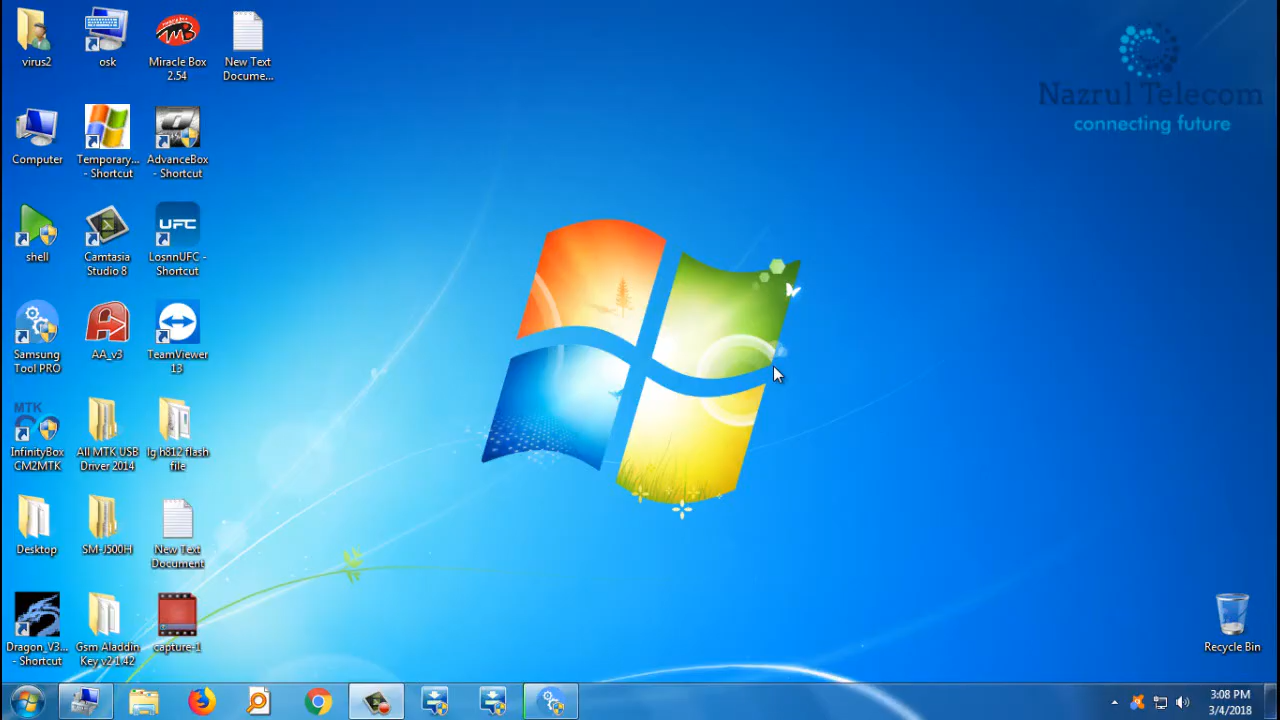 virus2
osk
Miracle Box
2.54
New Text
Docume...
Nazrul Telecom
connecting future
Computer
Temporary...
- Shortcut
AdvanceBox
- Shortcut
shell
Camtasia
Studio 8
UFC
LosnnUFC -
Shortcut
Samsung
Tool PRO
AA_v3
TeamViewer
13
MTK
InfinityBox
CM2MTK
All MTK USB
Driver 2014
lg h812 flash
file
Desktop
SM-J500H
New Text
Document
Dragon_V3...
- Shortcut
Gsm Aladdin
Key v2 1.42
capture-1
Recycle Bin
3:08 PM
3/4/2018